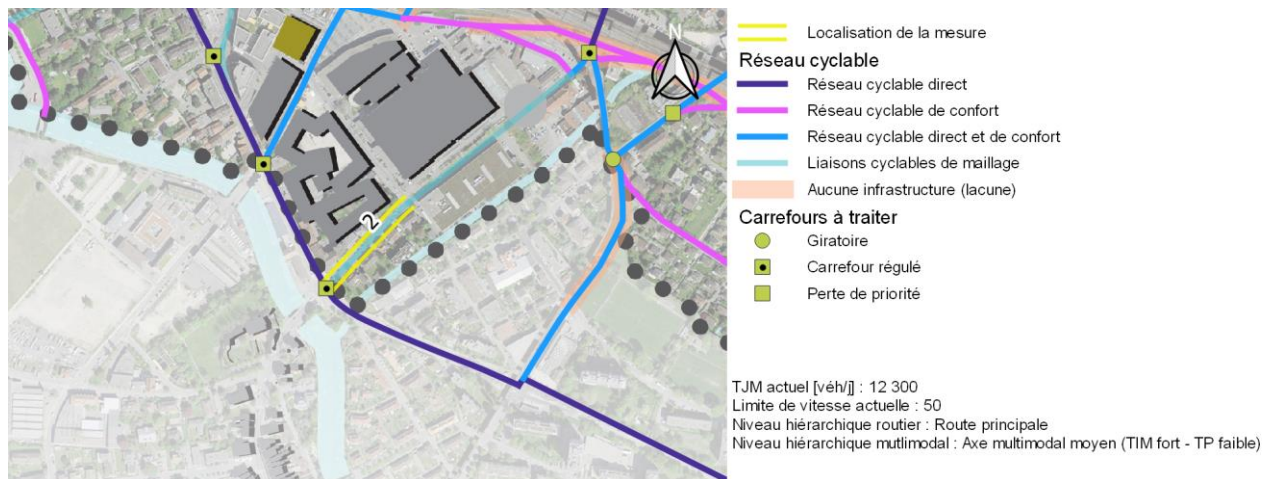 N
2
Localisation de la mesure
Réseau cyclable
Réseau cyclable direct
Réseau cyclable de confort
Réseau cyclable direct et de confort
Liaisons cyclables de maillage
Aucune infrastructure (lacune)
Carrefours à traiter
Giratoire
Carrefour régulé
Perte de priorité
TJM actuel [véh/j] : 12 300
Limite de vitesse actuelle : 50
Niveau hiérarchique routier : Route principale
Niveau hiérarchique mutlimodal : Axe multimodal moyen (TIM fort - TP faible)